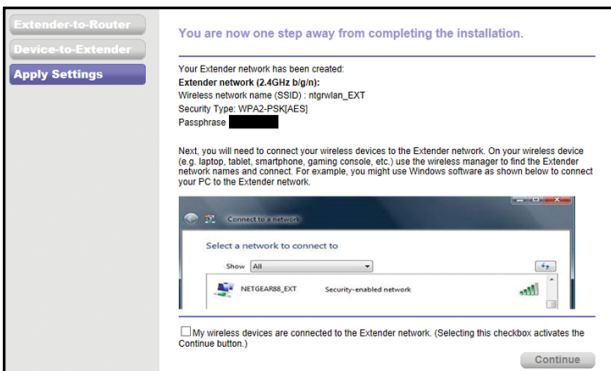 Extender-to-Router
Device-to-Extender
Apply Settings
You are now one step away from completing the installation.
Your Extender network has been created:
Extender network (2.4GHz b/g/n):
Wireless network name (SSID) : ntgrwlan_EXT
Security Type: WPA2-PSK[AES]
Passphrase
Next, you will need to connect your wireless devices to the Extender network. On your wireless device
(e.g. laptop, tablet, smartphone, gaming console, etc.) use the wireless manager to find the Extender
network names and connect. For example, you might use Windows software as shown below to connect
your PC to the Extender network.
Connect to a network
Select a network to connect to
Show All
NETGEAR88_EXT Security-enabled network
My wireless devices are connected to the Extender network. (Selecting this checkbox activates the
Continue button.)
Continue